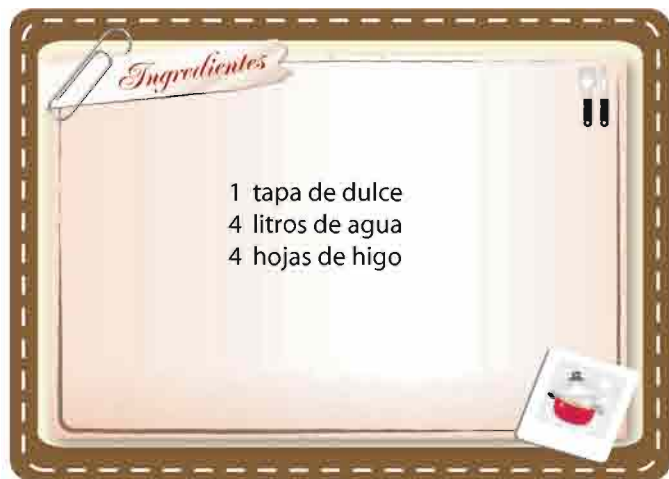 Ingredientes
1 tapa de dulce
4 litros de agua
4 hojas de higo